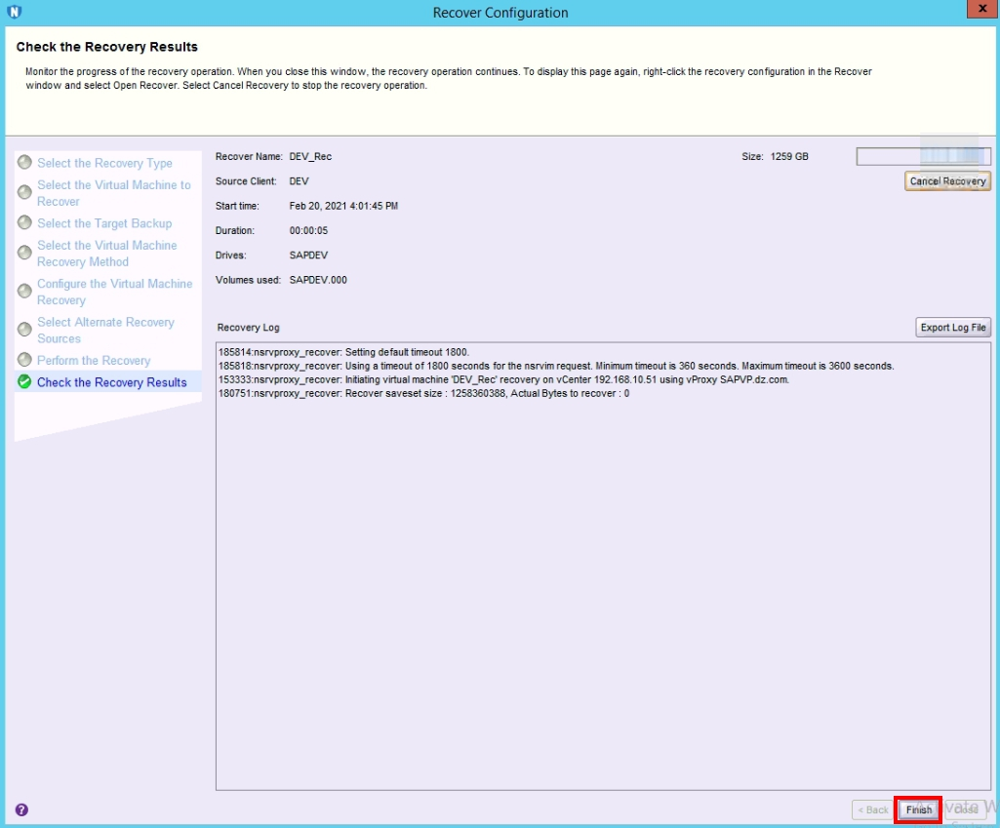 Recover Configuration
Check the Recovery Results
Monitor the progress of the recovery operation. When you close this window, the recovery operation continues. To display this page again, right-click the recovery configuration in the Recover
window and select Open Recover. Select Cancel Recovery to stop the recovery operation.
Select the Recovery Type
Select the Virtual Machine to
Recover
Select the Target Backup
Select the Virtual Machine
Recovery Method
Configure the Virtual Machine
Recovery
Select Alternate Recovery
Sources
Perform the Recovery
Check the Recovery Results
Recover Name: DEV_Rec
Size: 1259 GB
Cancel Recovery
Source Client: DEV
Start time: Feb 20, 2021 4:01:45 PM
Duration: 00:00:05
Drives: SAPDEV
Volumes used: SAPDEV.000
Recovery Log
Export Log File
185814:nsrvproxy_recover: Setting default timeout 1800.
185818:nsrvproxy_recover: Using a timeout of 1800 seconds for the nsrvim request. Minimum timeout is 360 seconds. Maximum timeout is 3600 seconds.
153333:nsrvproxy_recover: Initiating virtual machine 'DEV_Rec' recovery on vCenter 192.168.10.51 using vProxy SAPVP.dz.com.
180751:nsrvproxy_recover: Recover saveset size : 1258360388, Actual Bytes to recover : 0
< Back
Finish
Close